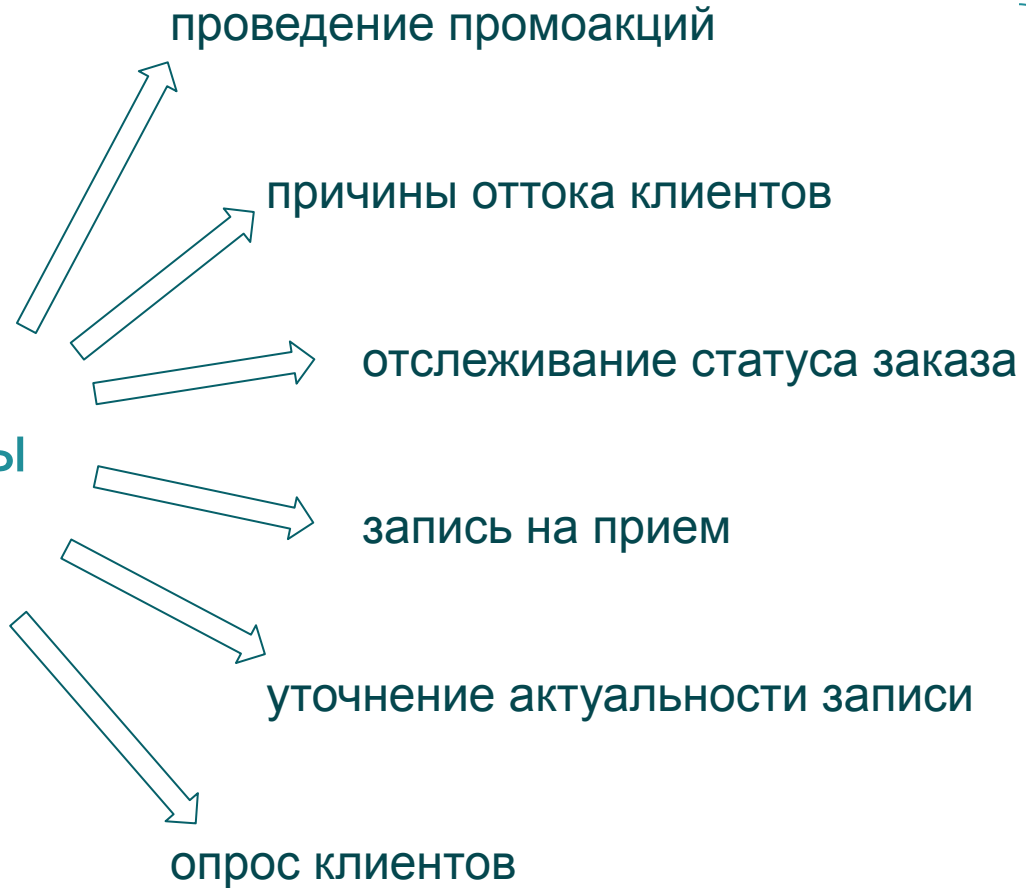 проведение промоакций
причины оттока клиентов
отслеживание статуса заказа
ы
запись на прием
уточнение актуальности записи
опрос клиентов